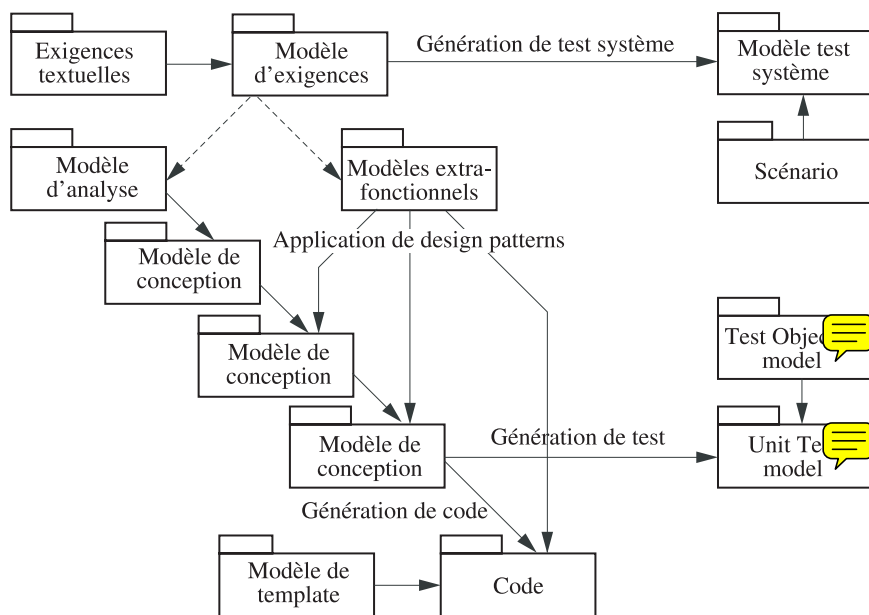 Exigences
textuelles
Modèle
d'exigences
Génération de test système
Modèle test
système
Modèle
d'analyse
Modèles extra-
fonctionnels
Scénario
Application de design patterns
Modèle de
conception
Modèle de
conception
Test
model
Modèle de
conception
Génération de test
Unit
model
Génération de code
Modèle de
template
Code